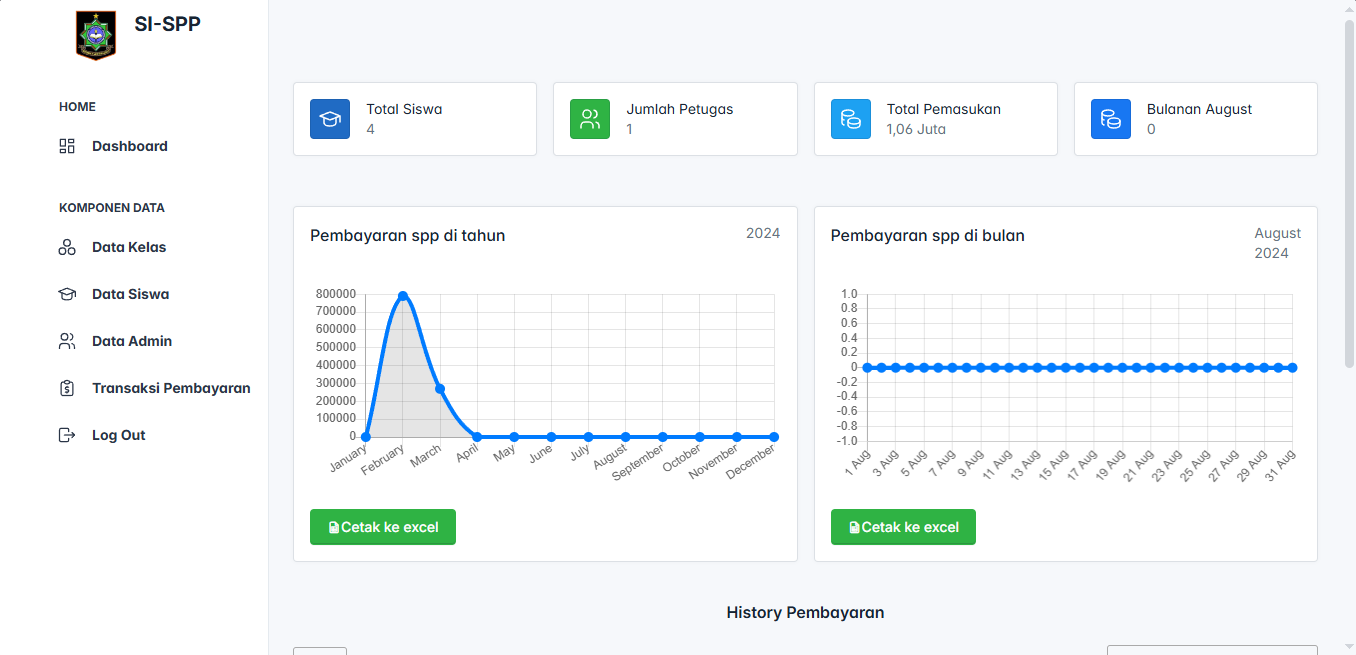 SI-SPP
HOME
Dashboard
KOMPONEN DATA
Data Kelas
Data Siswa
Data Admin
Transaksi Pembayaran
Log Out
Total Siswa
4
Jumlah Petugas
1
Total Pemasukan
1,06 Juta
Bulanan August
0
Pembayaran spp di tahun
2024
800000
700000
600000
500000
400000
300000
200000
100000
0
January
February
March
April
May
June
July
August
September
October
November
December
Cetak ke excel
Pembayaran spp di bulan
August
2024
1.0
0.8
0.6
0.4
0.2
0
-0.2
-0.4
-0.6
-0.8
-1.0
1 Aug
3 Aug
5 Aug
7 Aug
9 Aug
11 Aug
13 Aug
15 Aug
17 Aug
19 Aug
21 Aug
23 Aug
25 Aug
27 Aug
29 Aug
31 Aug
Cetak ke excel
History Pembayaran